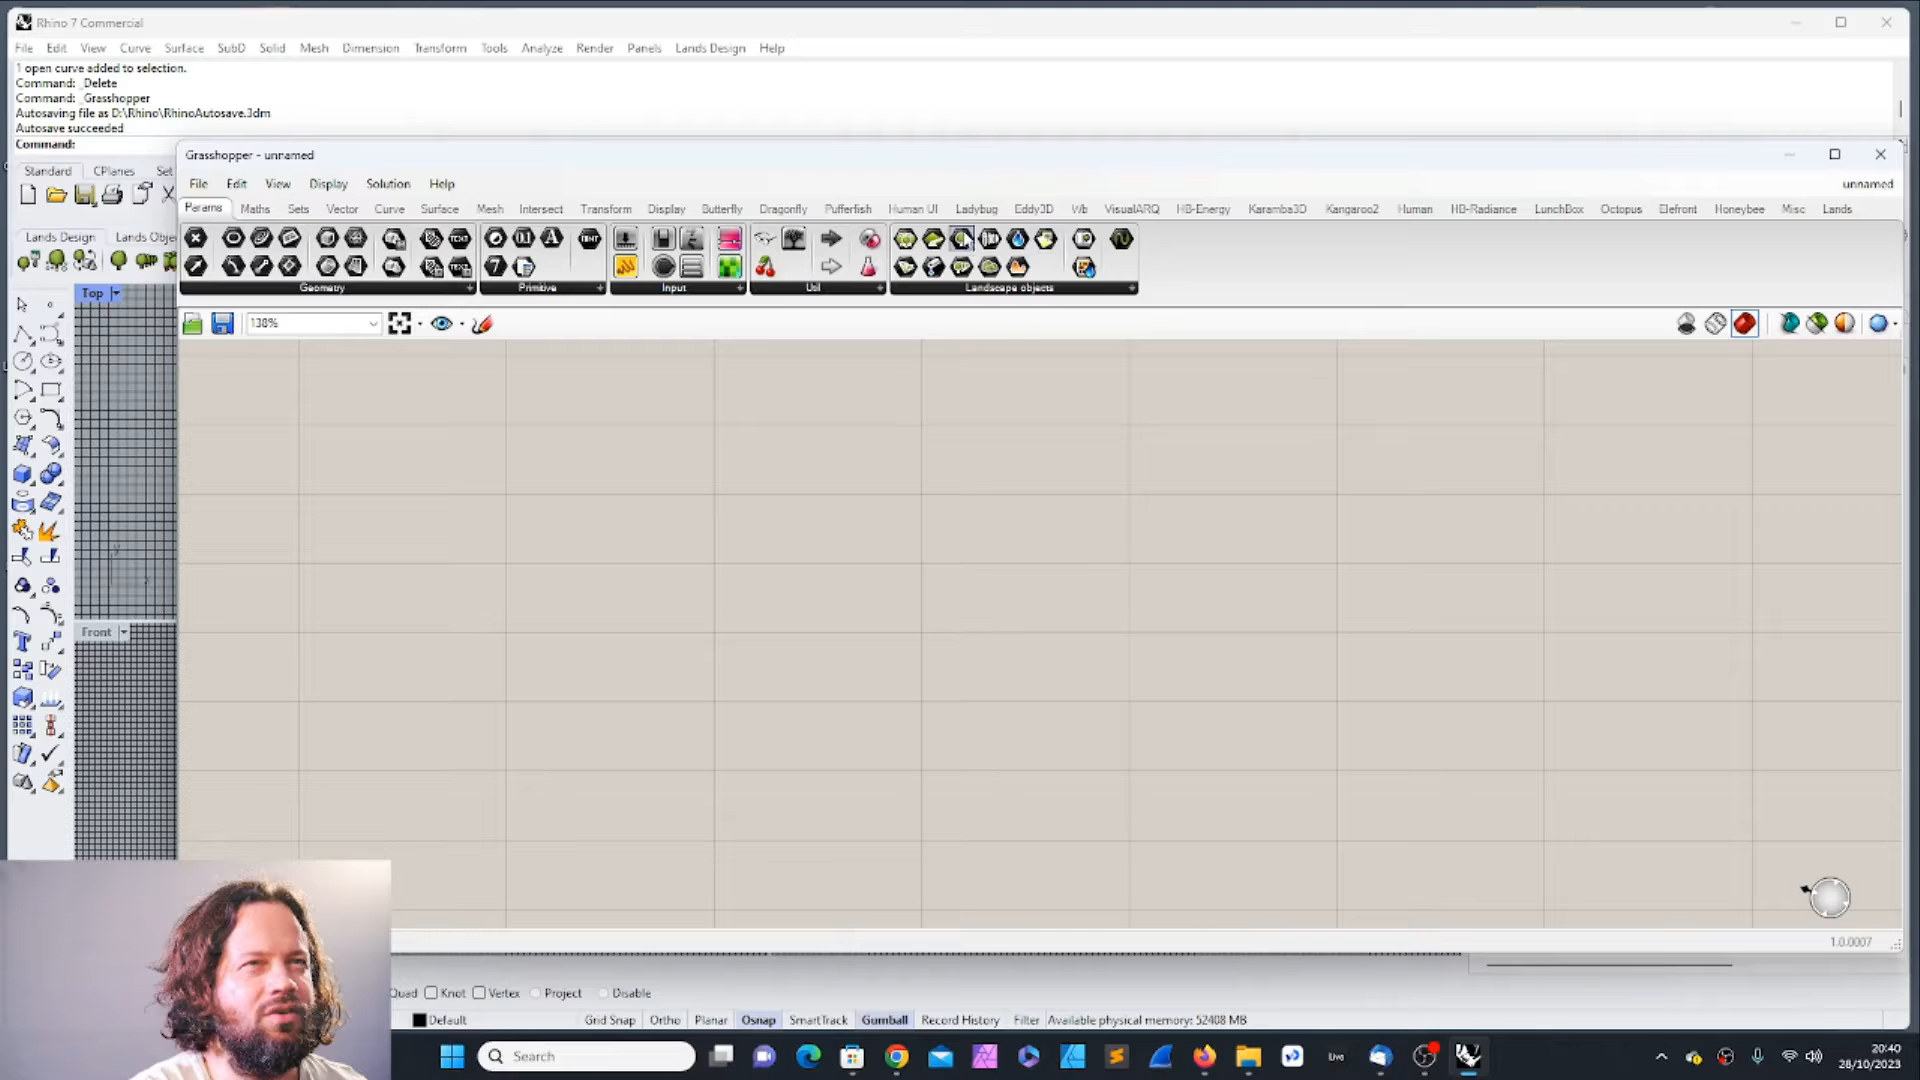 Rhino 7 Commercial
File Edit View Curve Surface SubD Solid Mesh Dimension Transform Tools Analyze Render Panels Lands Design Help
1 open curve added to selection.
Command: _Delete
Command: _Grasshopper
Autosaving file as D:\Rhino\RhinoAutosave.3dm
Autosave succeeded
Command:
Grasshopper - unnamed
Standard CPlanes Set
File Edit View Display Solution Help unnamed
Params Maths Sets Vector Curve Surface Mesh Intersect Transform Display Butterfly Dragonfly Pufferfish Human UI Ladybug Eddy3D Wb VisualARQ HB-Energy Karamba3D Kangaroo2 Human HB-Radiance LunchBox Octopus Elefront Honeybee Misc Lands
Lands Design Lands Obje
Geometry Primitive Input Util Landscape objects
Top
138%
Front
1.0.0007
Quad Knot Vertex Project Disable
Default Grid Snap Ortho Planar Osnap SmartTrack Gumball Record History Filter Available physical memory: 52408 MB
Search
Live
20:40
28/10/2023